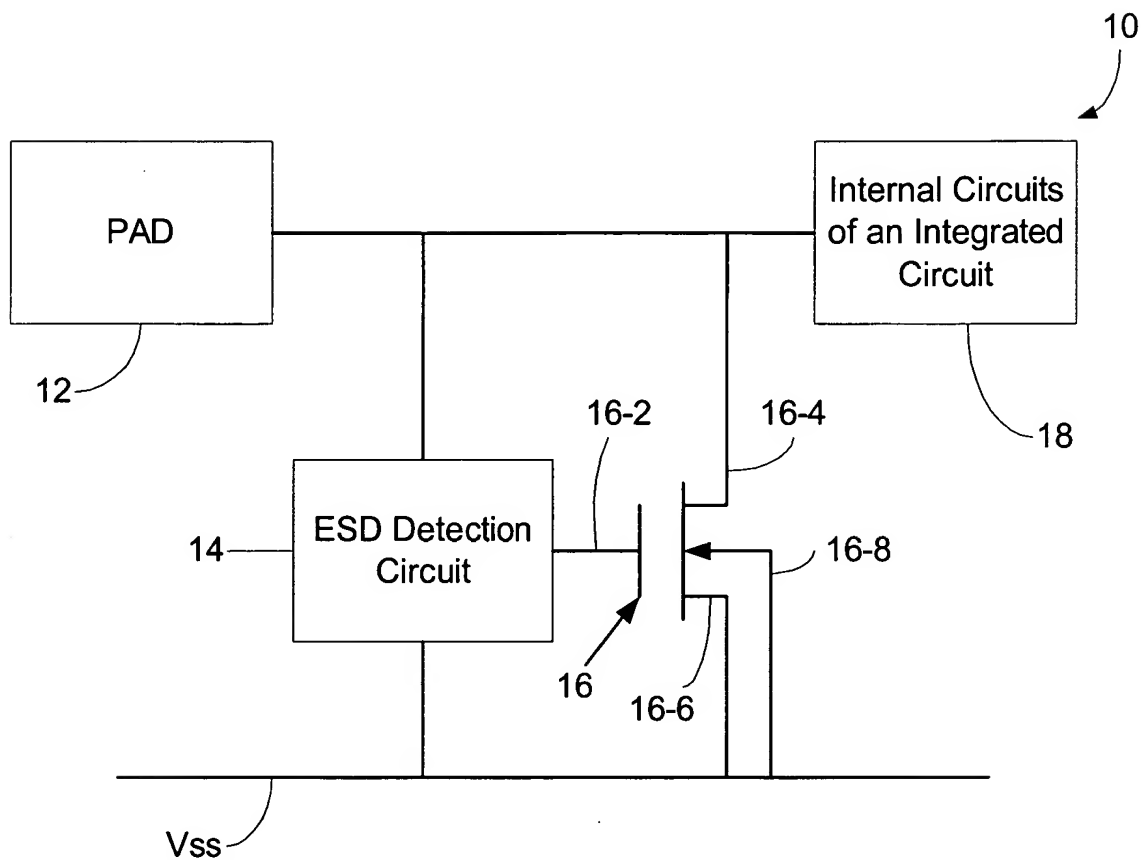 10
PAD
Internal Circuits
of an Integrated
Circuit
12
16-2
16-4
18
14
ESD Detection
Circuit
16-8
16
16-6
Vss